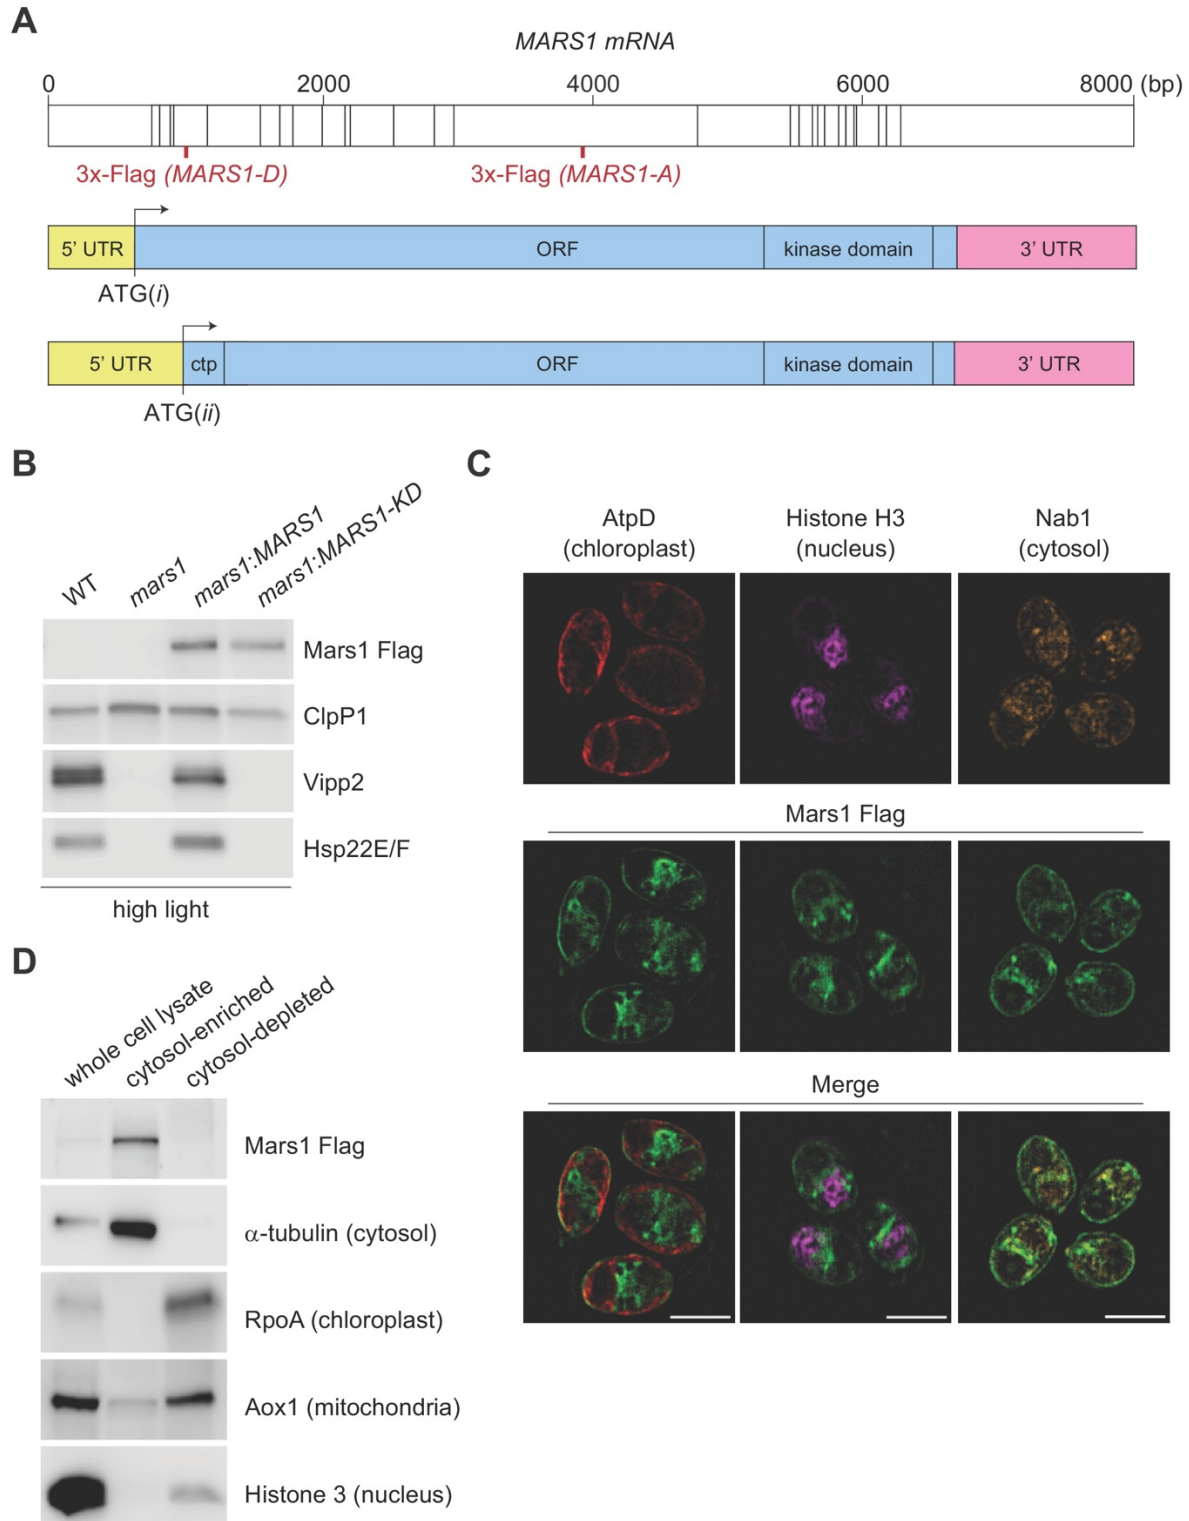 A
MARS1 mRNA
0 2000 4000 6000 8000 (bp)
3x-Flag (MARS1-D) 3x-Flag (MARS1-A)
5’ UTR ORF kinase domain 3’ UTR
ATG(i)
5’ UTR ctp ORF kinase domain 3’ UTR
ATG(ii)
B
WT mars1 mars1:MARS1 mars1:MARS1-KD
Mars1 Flag
ClpP1
Vipp2
Hsp22E/F
high light
C
AtpD Histone H3 Nab1
(chloroplast) (nucleus) (cytosol)
Mars1 Flag
Merge
D
whole cell lysate cytosol-enriched cytosol-depleted
Mars1 Flag
α-tubulin (cytosol)
RpoA (chloroplast)
Aox1 (mitochondria)
Histone 3 (nucleus)